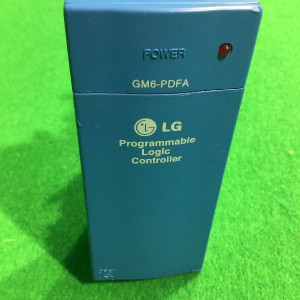 POWER
GM6-PDFA
LG
Programmable
Logic
Controller